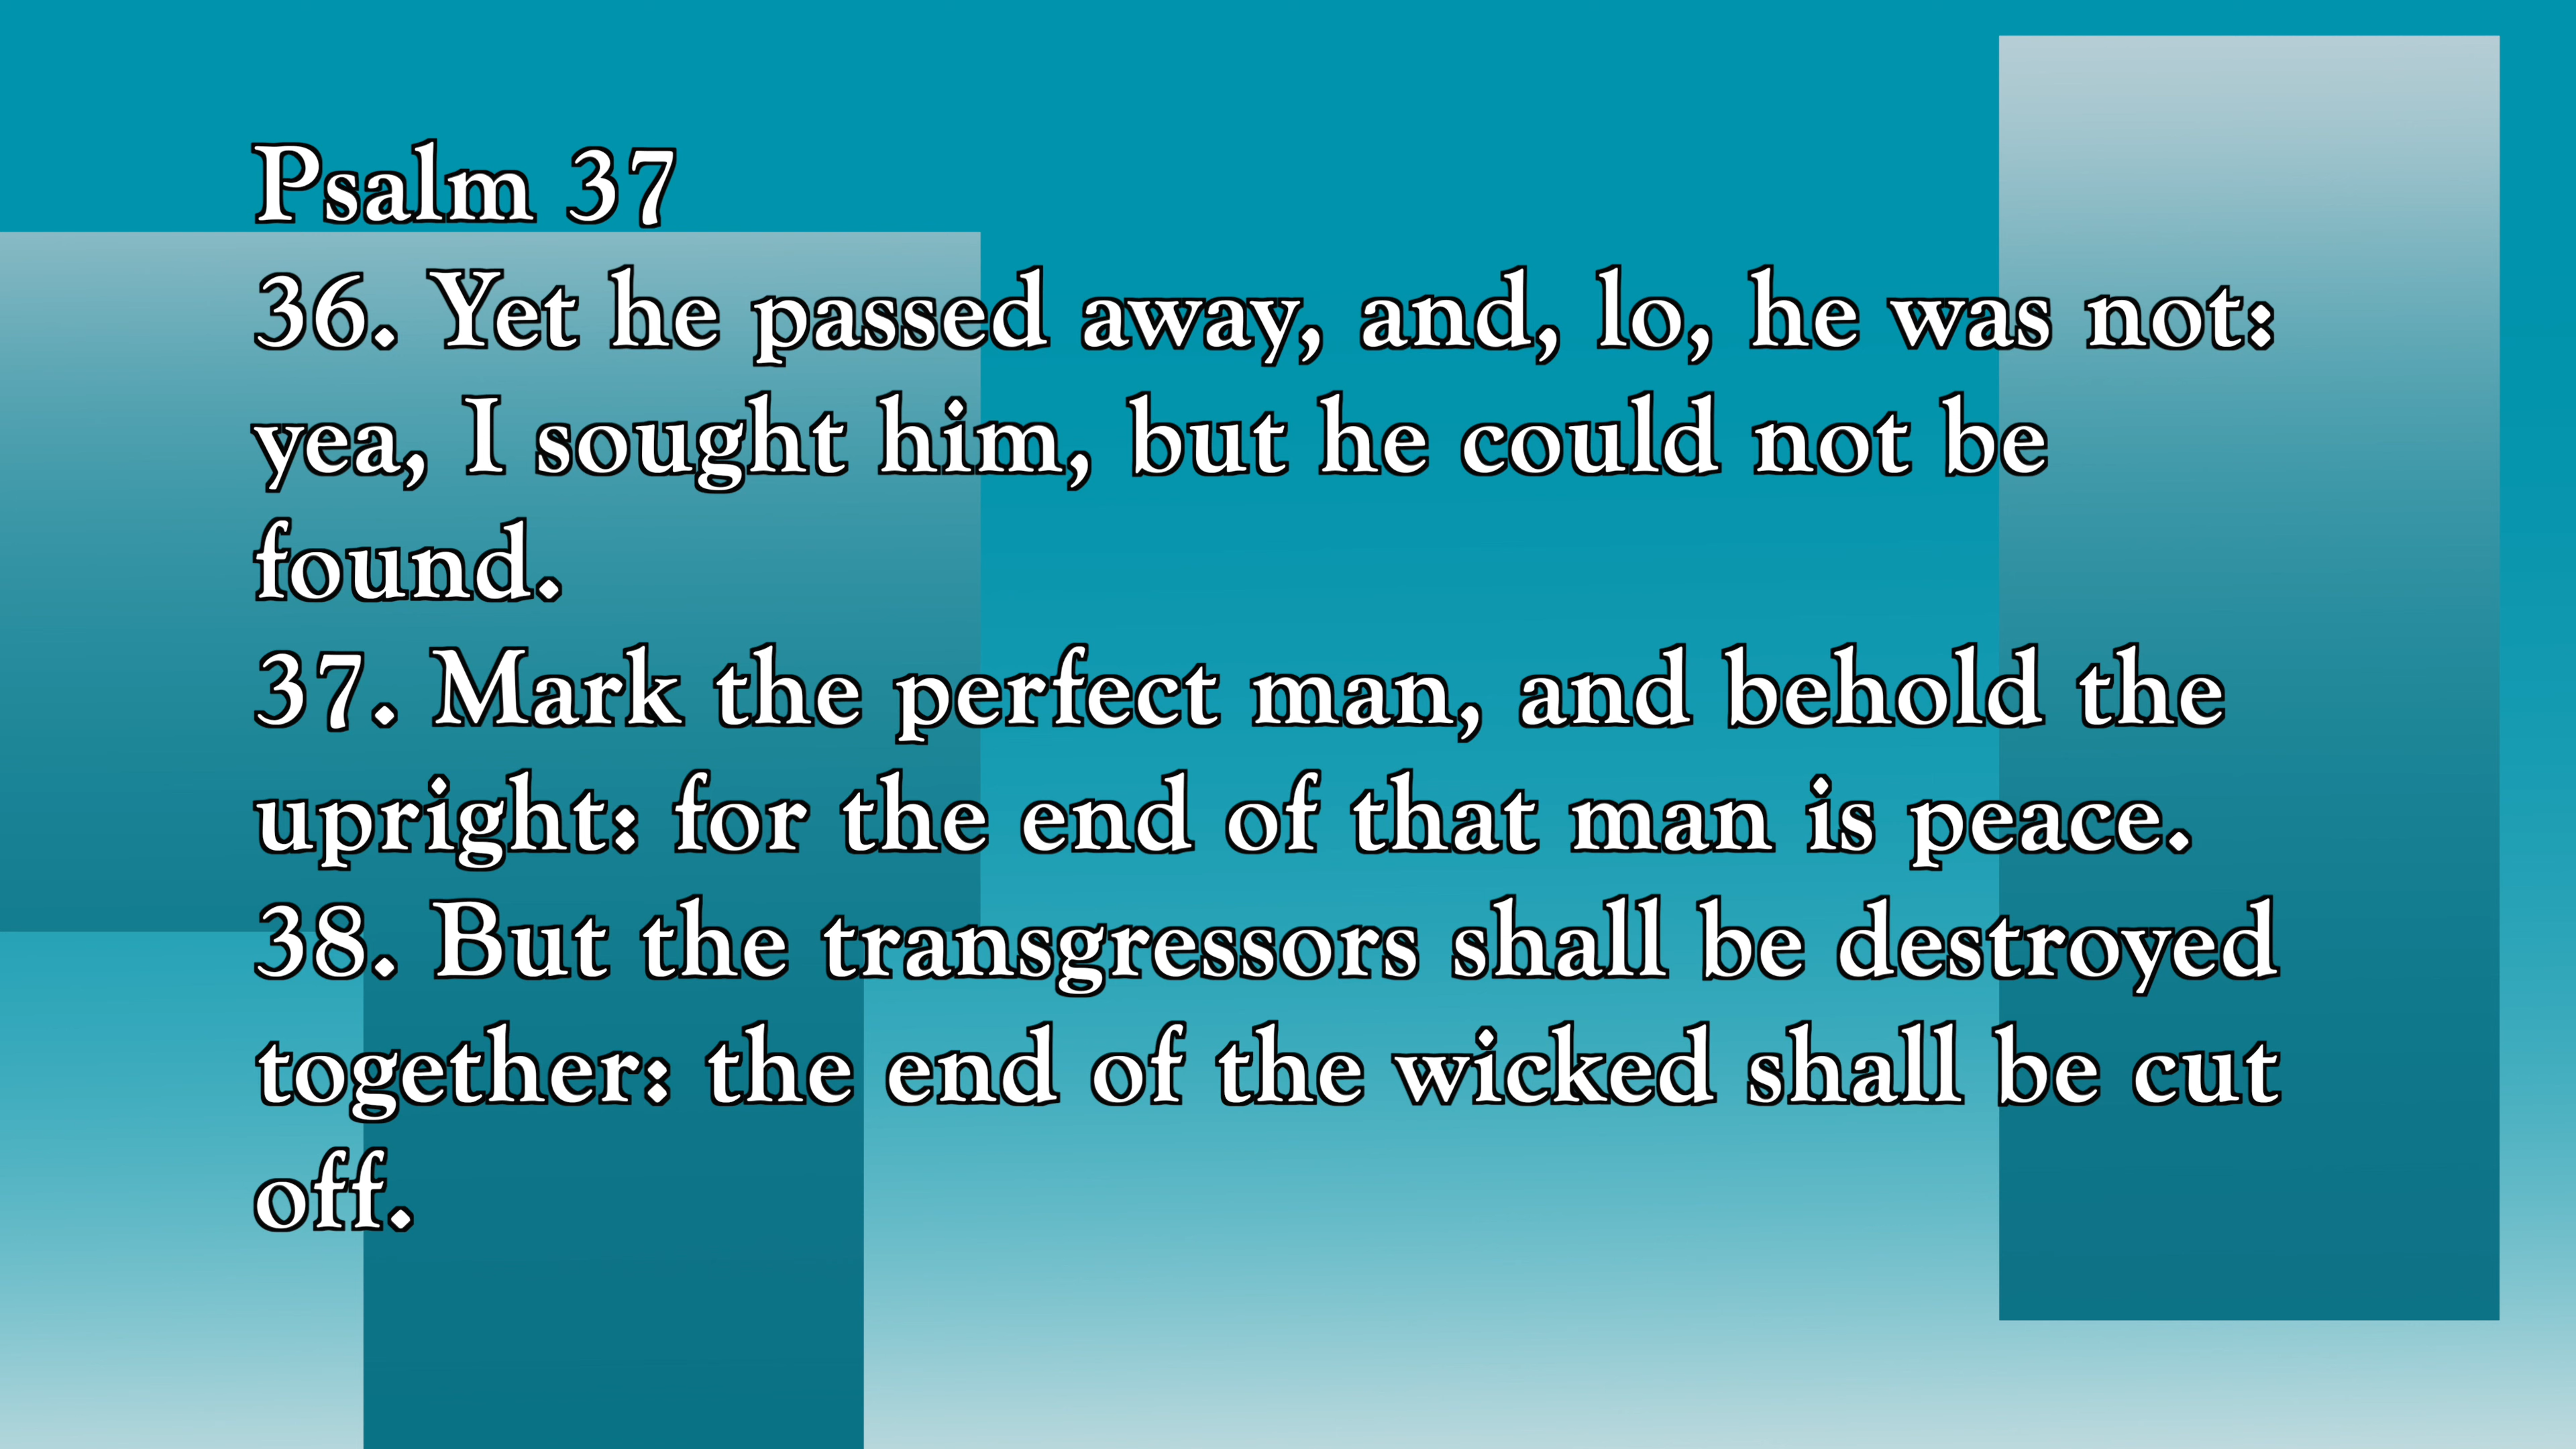 Psalm 37
36. Yet he passed away, and, lo, he was not:
yea, I sought him, but he could not be
found.
37. Mark the perfect man, and behold the
upright: for the end of that man is peace.
38. But the transgressors shall be destroyed
together: the end of the wicked shall be cut
off.